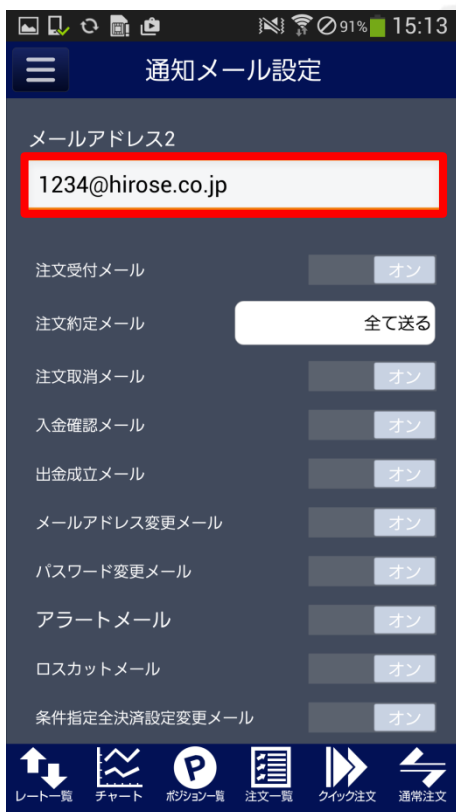 91% 15:13
通知メール設定
メールアドレス2
1234@hirose.co.jp
注文受付メール オン
注文約定メール 全て送る
注文取消メール オン
入金確認メール オン
出金成立メール オン
メールアドレス変更メール オン
パスワード変更メール オン
アラートメール オン
ロスカットメール オン
条件指定全決済設定変更メール オン
P
レート一覧 チャート ポジション一覧 注文一覧 クイック注文 通常注文